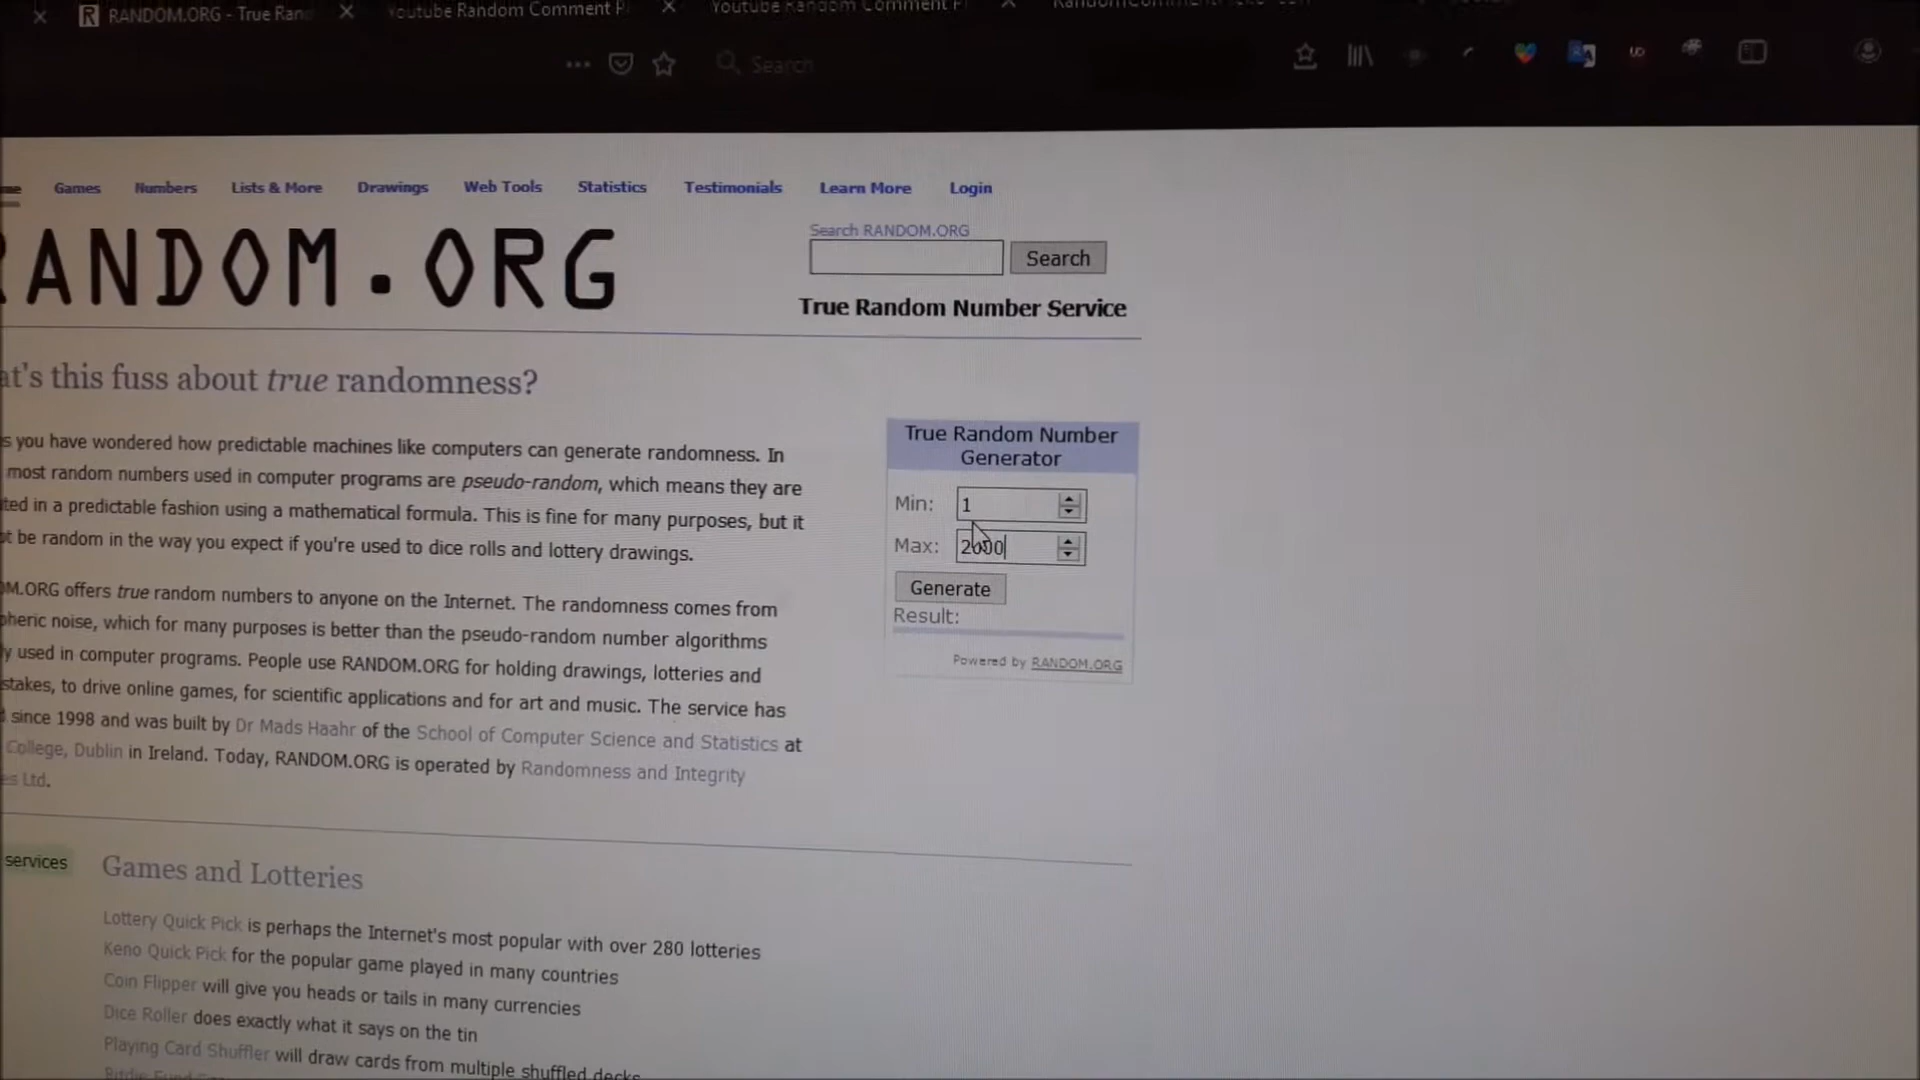 RANDOM.ORG - True Ran
Youtube Random Comment P
Youtube Random Comment P
Search
Games Numbers Lists & More Drawings Web Tools Statistics Testimonials Learn More Login
RANDOM.ORG
Search RANDOM.ORG
Search
True Random Number Service
at's this fuss about true randomness?
s you have wondered how predictable machines like computers can generate randomness. In
most random numbers used in computer programs are pseudo-random, which means they are
ted in a predictable fashion using a mathematical formula. This is fine for many purposes, but it
t be random in the way you expect if you're used to dice rolls and lottery drawings.
OM.ORG offers true random numbers to anyone on the Internet. The randomness comes from
pheric noise, which for many purposes is better than the pseudo-random number algorithms
y used in computer programs. People use RANDOM.ORG for holding drawings, lotteries and
stakes, to drive online games, for scientific applications and for art and music. The service has
d since 1998 and was built by Dr Mads Haahr of the School of Computer Science and Statistics at
College, Dublin in Ireland. Today, RANDOM.ORG is operated by Randomness and Integrity
es Ltd.
True Random Number
Generator
Min: 1
Max: 2000
Generate
Result:
Powered by RANDOM.ORG
services
Games and Lotteries
Lottery Quick Pick is perhaps the Internet's most popular with over 280 lotteries
Keno Quick Pick for the popular game played in many countries
Coin Flipper will give you heads or tails in many currencies
Dice Roller does exactly what it says on the tin
Playing Card Shuffler will draw cards from multiple shuffled decks